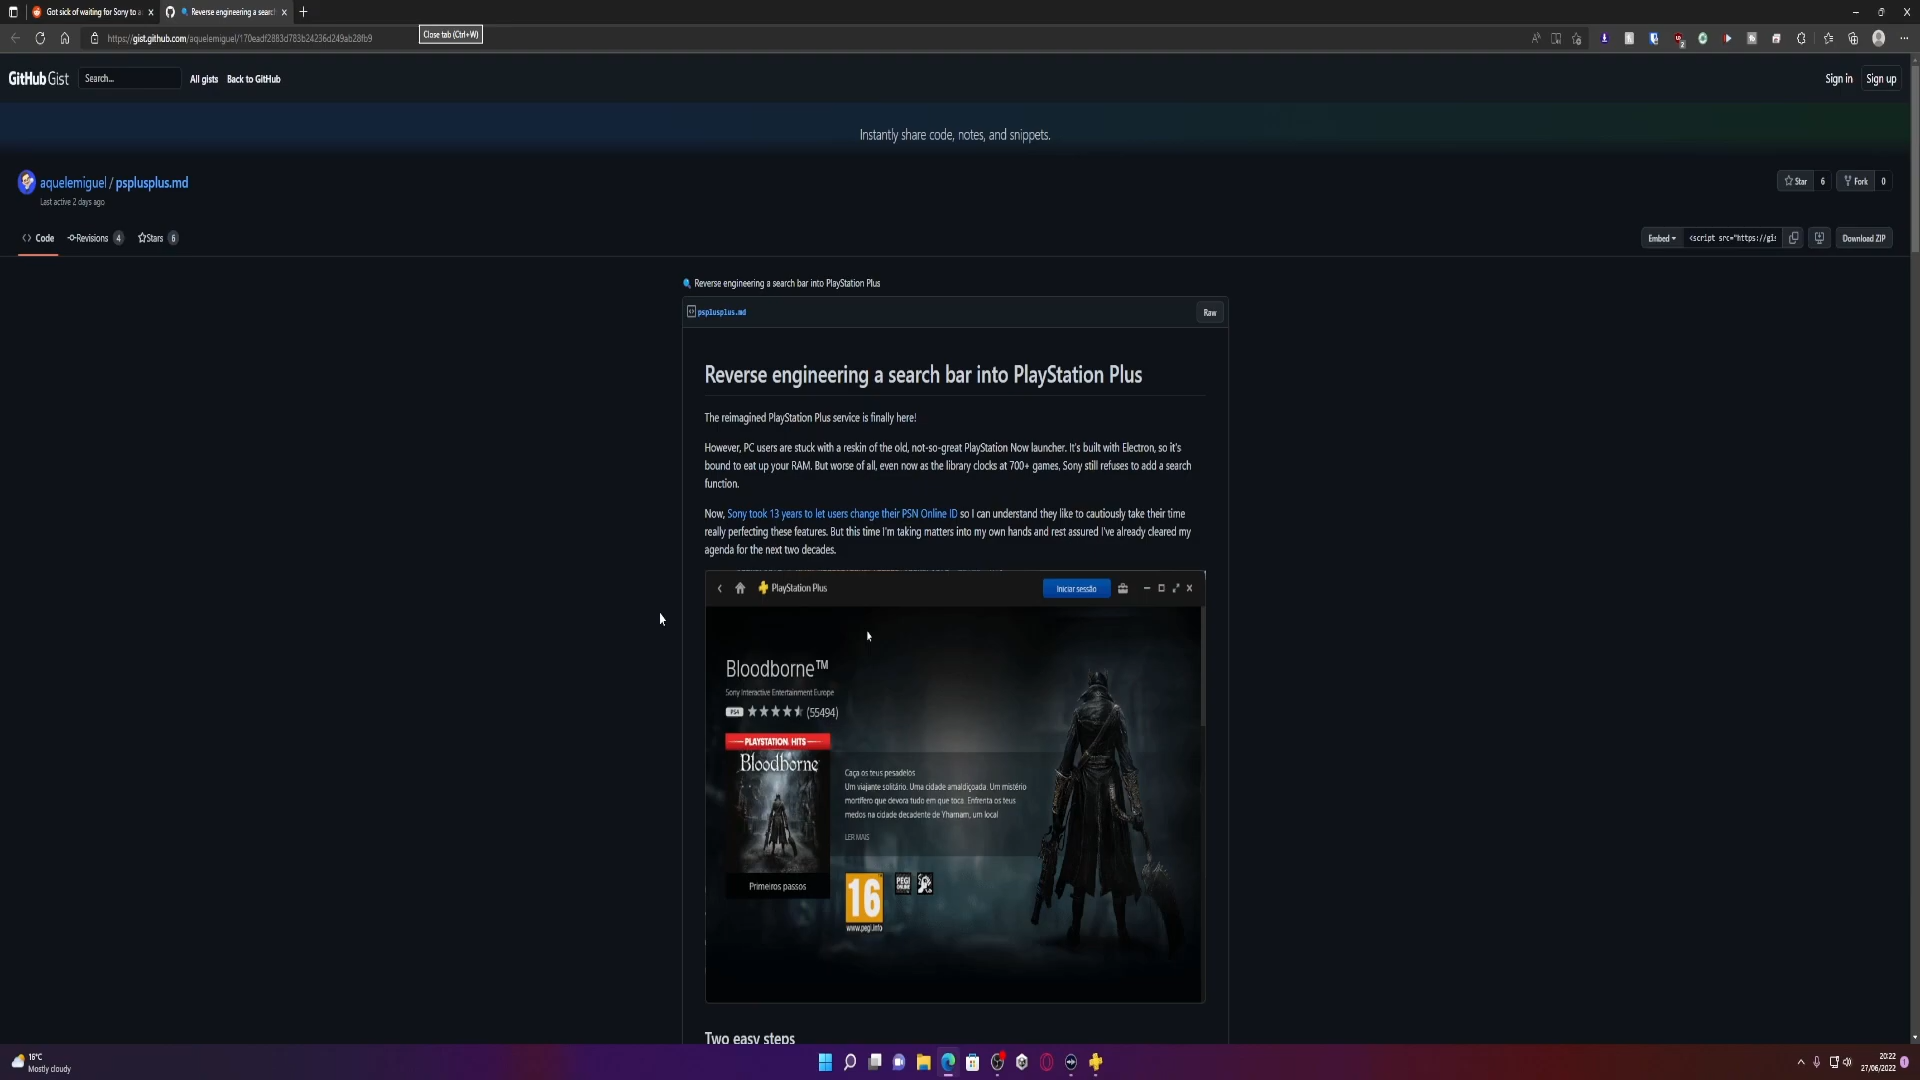 Got sick of waiting for Sony to a
Reverse engineering a searc
Close tab (Ctrl+W)
https://gist.github.com/aquelemiguel/170eadf2883d783b24236d249ab28fb9
GitHub Gist
Search...
All gists
Back to GitHub
Sign in
Sign up
Instantly share code, notes, and snippets.
aquelemiguel / psplusplus.md
Last active 2 days ago
Star 6
Fork 0
Code
Revisions 4
Stars 6
Embed
<script src="https://gi
Download ZIP
Reverse engineering a search bar into PlayStation Plus
psplusplus.md
Raw
Reverse engineering a search bar into PlayStation Plus
The reimagined PlayStation Plus service is finally here!
However, PC users are stuck with a reskin of the old, not-so-great PlayStation Now launcher. It's built with Electron, so it's
bound to eat up your RAM. But worse of all, even now as the library clocks at 700+ games, Sony still refuses to add a search
function.
Now, Sony took 13 years to let users change their PSN Online ID so I can understand they like to cautiously take their time
really perfecting these features. But this time I'm taking matters into my own hands and rest assured I've already cleared my
agenda for the next two decades.
PlayStation Plus
Iniciar sessão
Bloodborne™
Sony Interactive Entertainment Europe
PS4
(55494)
PLAYSTATION HITS
Bloodborne
Caça os teus pesadelos
Um viajante solitário. Uma cidade amaldiçoada. Um mistério
mortífero que devora tudo em que toca. Enfrenta os teus
medos na cidade decadente de Yharnam, um local
LER MAIS
Primeiros passos
16
www.pegi.info
PEGI
ONLINE
Two easy steps
16°C
Mostly cloudy
20:22
27/06/2022